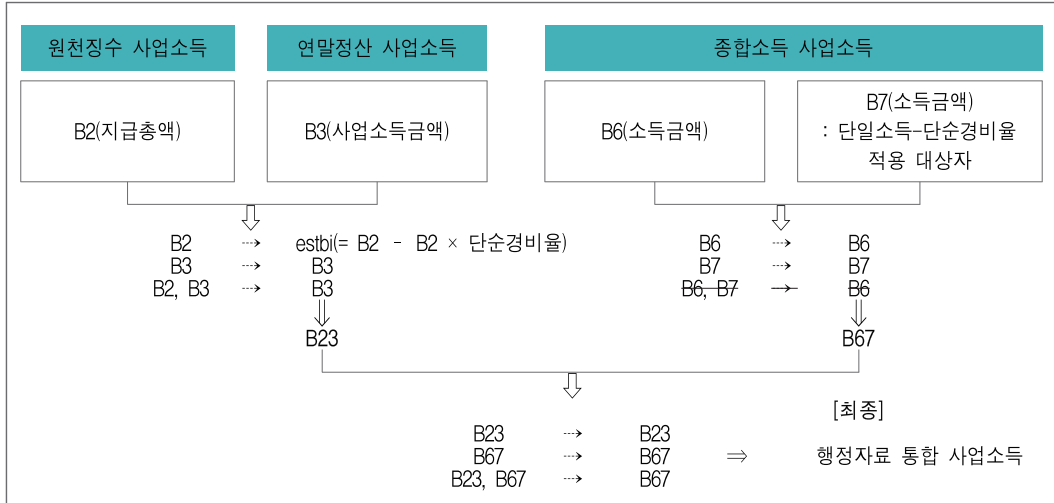 원천징수 사업소득
연말정산 사업소득
종합소득 사업소득
B2(지급총액)
B3(사업소득금액)
B6(소득금액)
B7(소득금액)
: 단일소득-단순경비율
적용 대상자
B2 ⇢ estbi(= B2 - B2 × 단순경비율)
B3 ⇢ B3
B2, B3 ⇢ B3
B23
B6 ⇢ B6
B7 ⇢ B7
B6, B7 → B6
B67
B23 ⇢ B23
B67 ⇢ B67
B23, B67 ⇢ B67
⇒
[최종]
행정자료 통합 사업소득